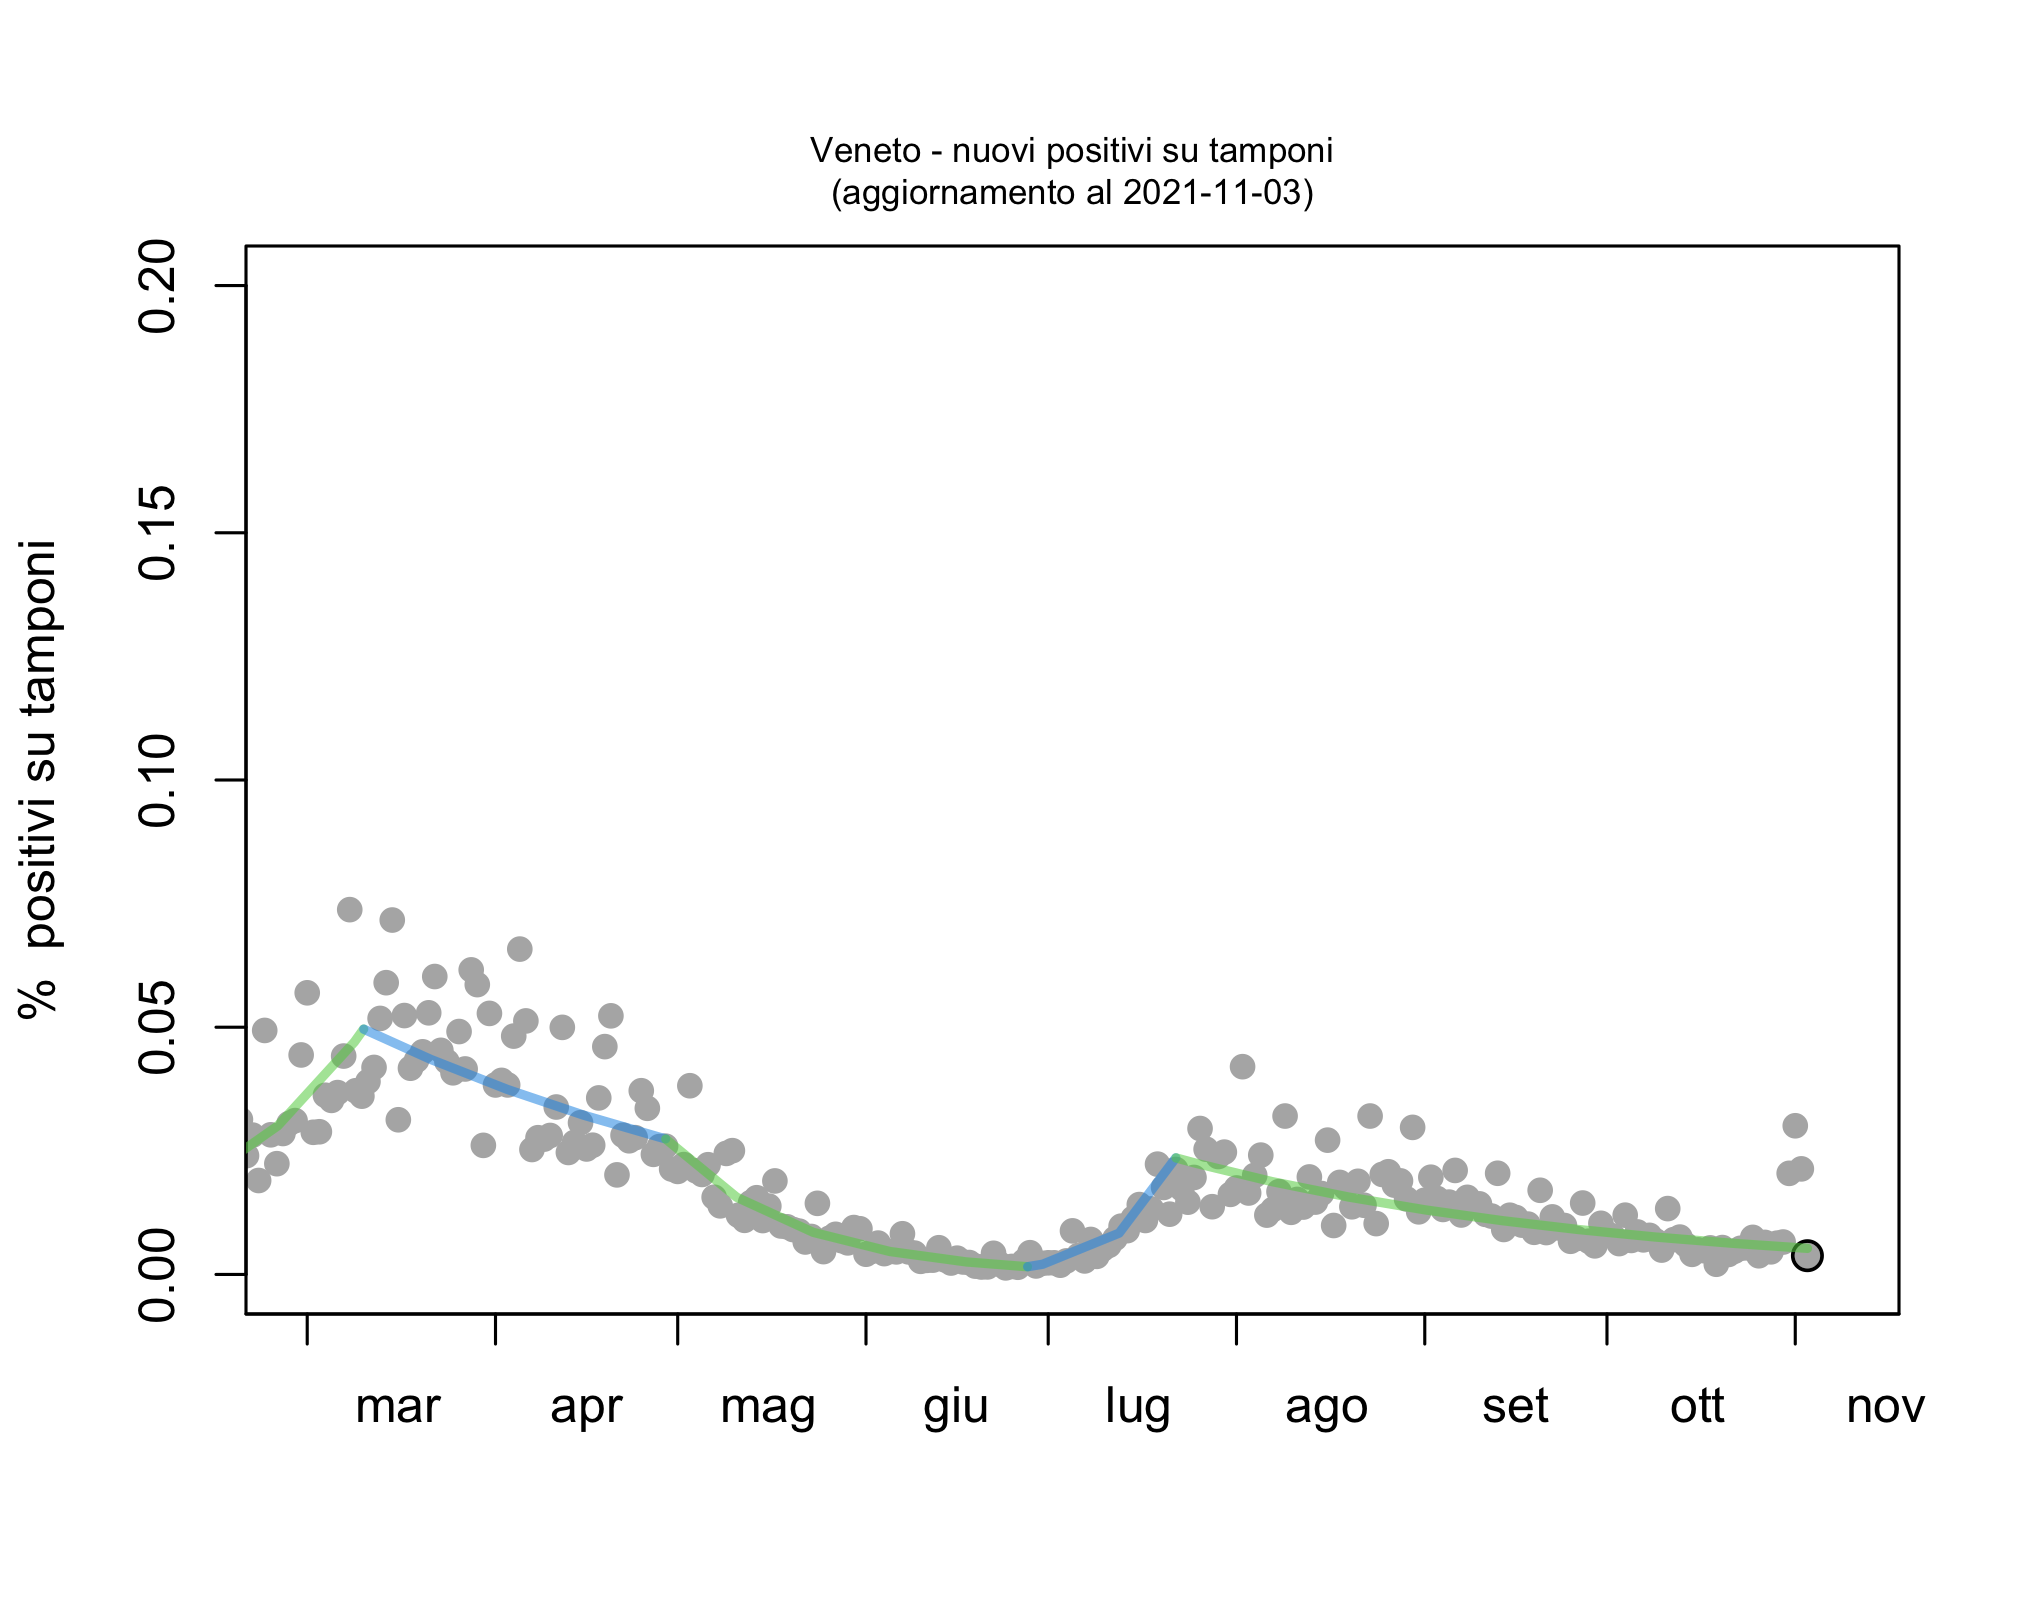 Veneto - nuovi positivi su tamponi
(aggiornamento al 2021-11-03)
% positivi su tamponi
0.20
0.15
0.10
0.05
0.00
mar apr mag giu lug ago set ott nov